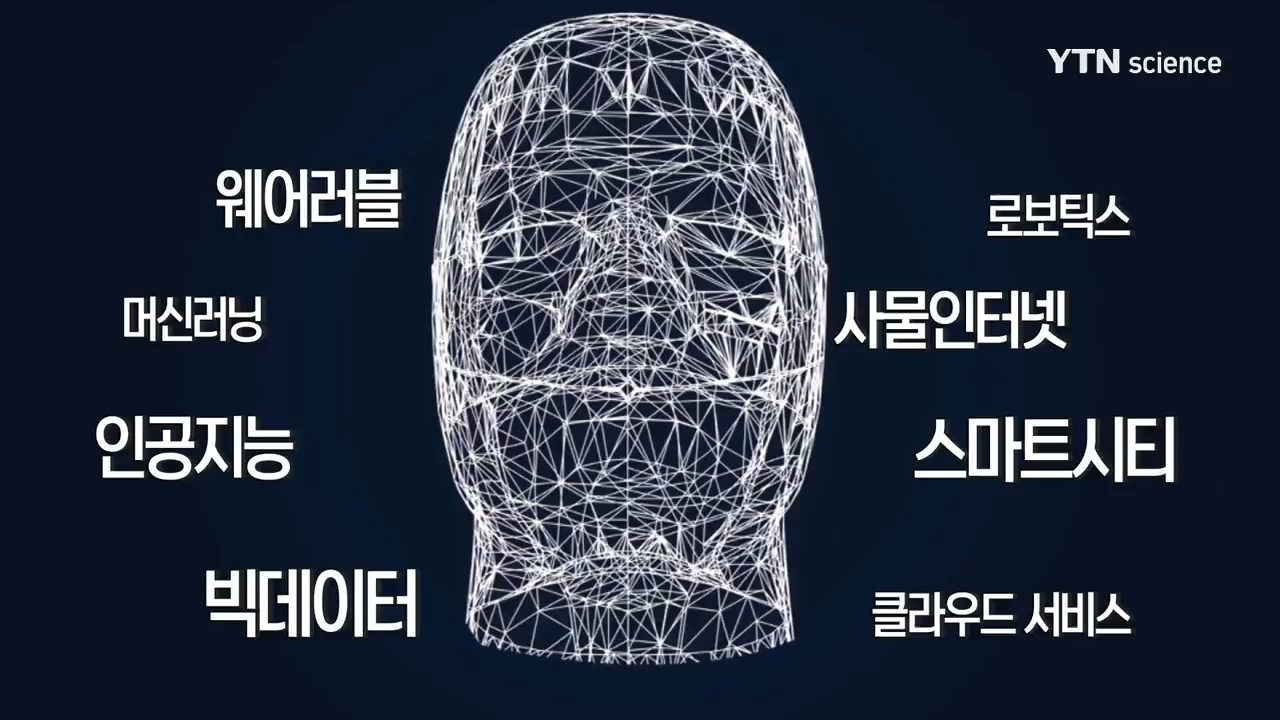 YTN science
웨어러블
로보틱스
머신러닝
사물인터넷
인공지능
스마트시티
빅데이터
클라우드 서비스